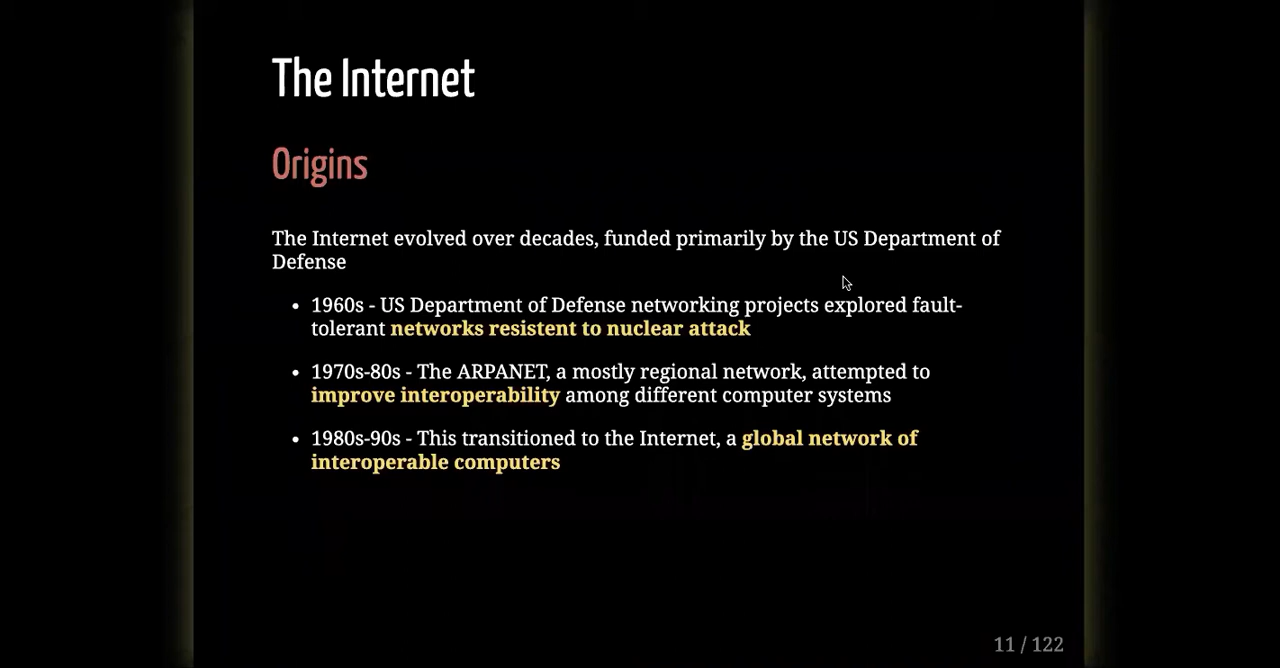 The Internet
Origins
The Internet evolved over decades, funded primarily by the US Department of
Defense
• 1960s - US Department of Defense networking projects explored fault-
tolerant networks resistent to nuclear attack
• 1970s-80s - The ARPANET, a mostly regional network, attempted to
improve interoperability among different computer systems
• 1980s-90s - This transitioned to the Internet, a global network of
interoperable computers
11 / 122